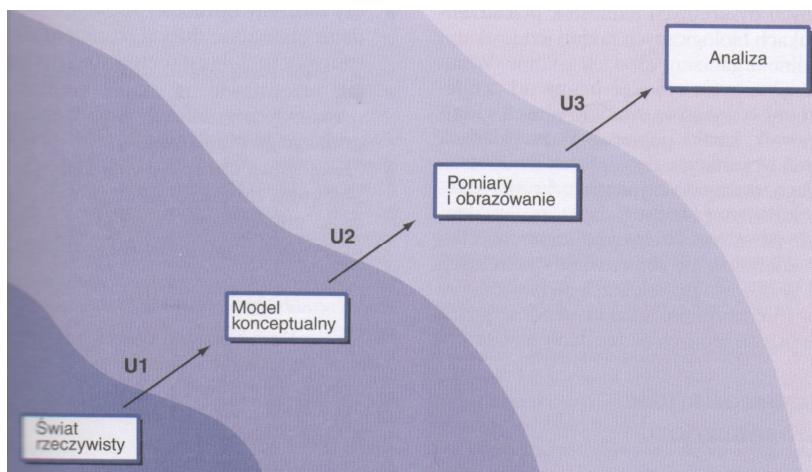 Analiza
U3
Pomiary
i obrazowanie
U2
Model
konceptualny
U1
Świat
rzeczywisty